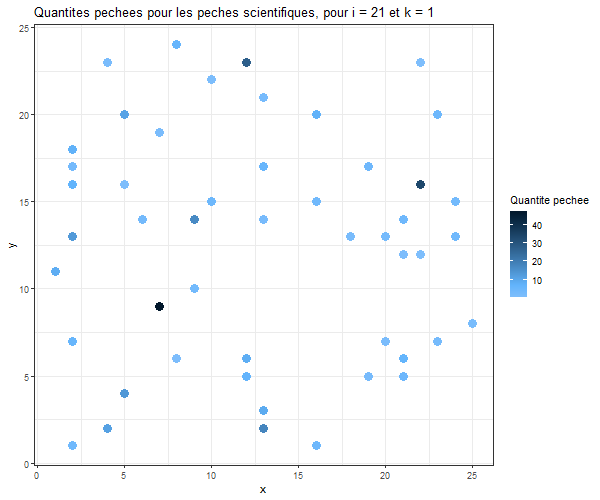 Quantites pechees pour les peches scientifiques, pour i = 21 et k = 1
25
20
15
10
5
0
y
0 5 10 15 20 25
x
Quantite pechee
40
30
20
10